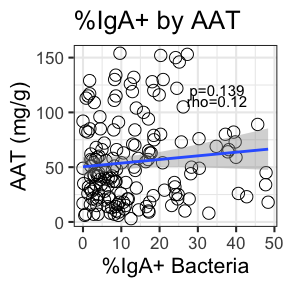 %IgA+ by AAT
150
p=0.139
rho=0.12
100
50
0
AAT (mg/g)
0 10 20 30 40 50
%IgA+ Bacteria